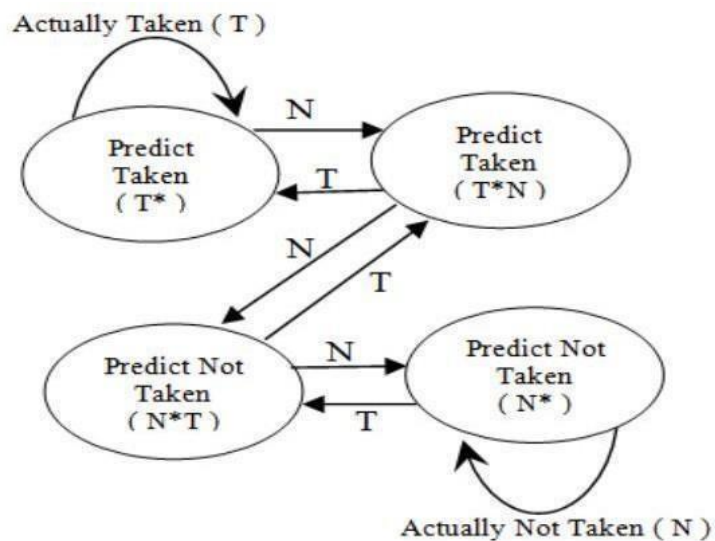 Actually Taken ( T )
N
Predict
Taken
( T* )
Predict
Taken
( T*N )
T
N
T
Predict Not
Taken
( N*T )
N
Predict Not
Taken
( N* )
T
Actually Not Taken ( N )